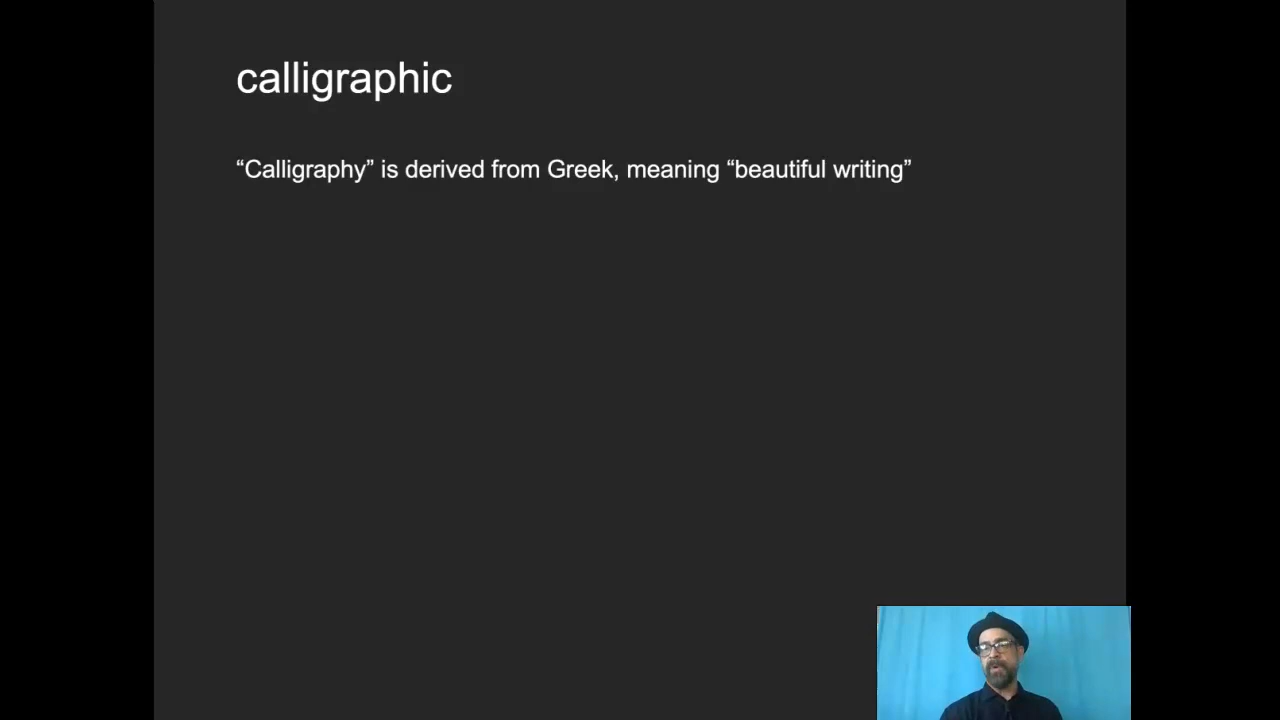 calligraphic
“Calligraphy” is derived from Greek, meaning “beautiful writing”